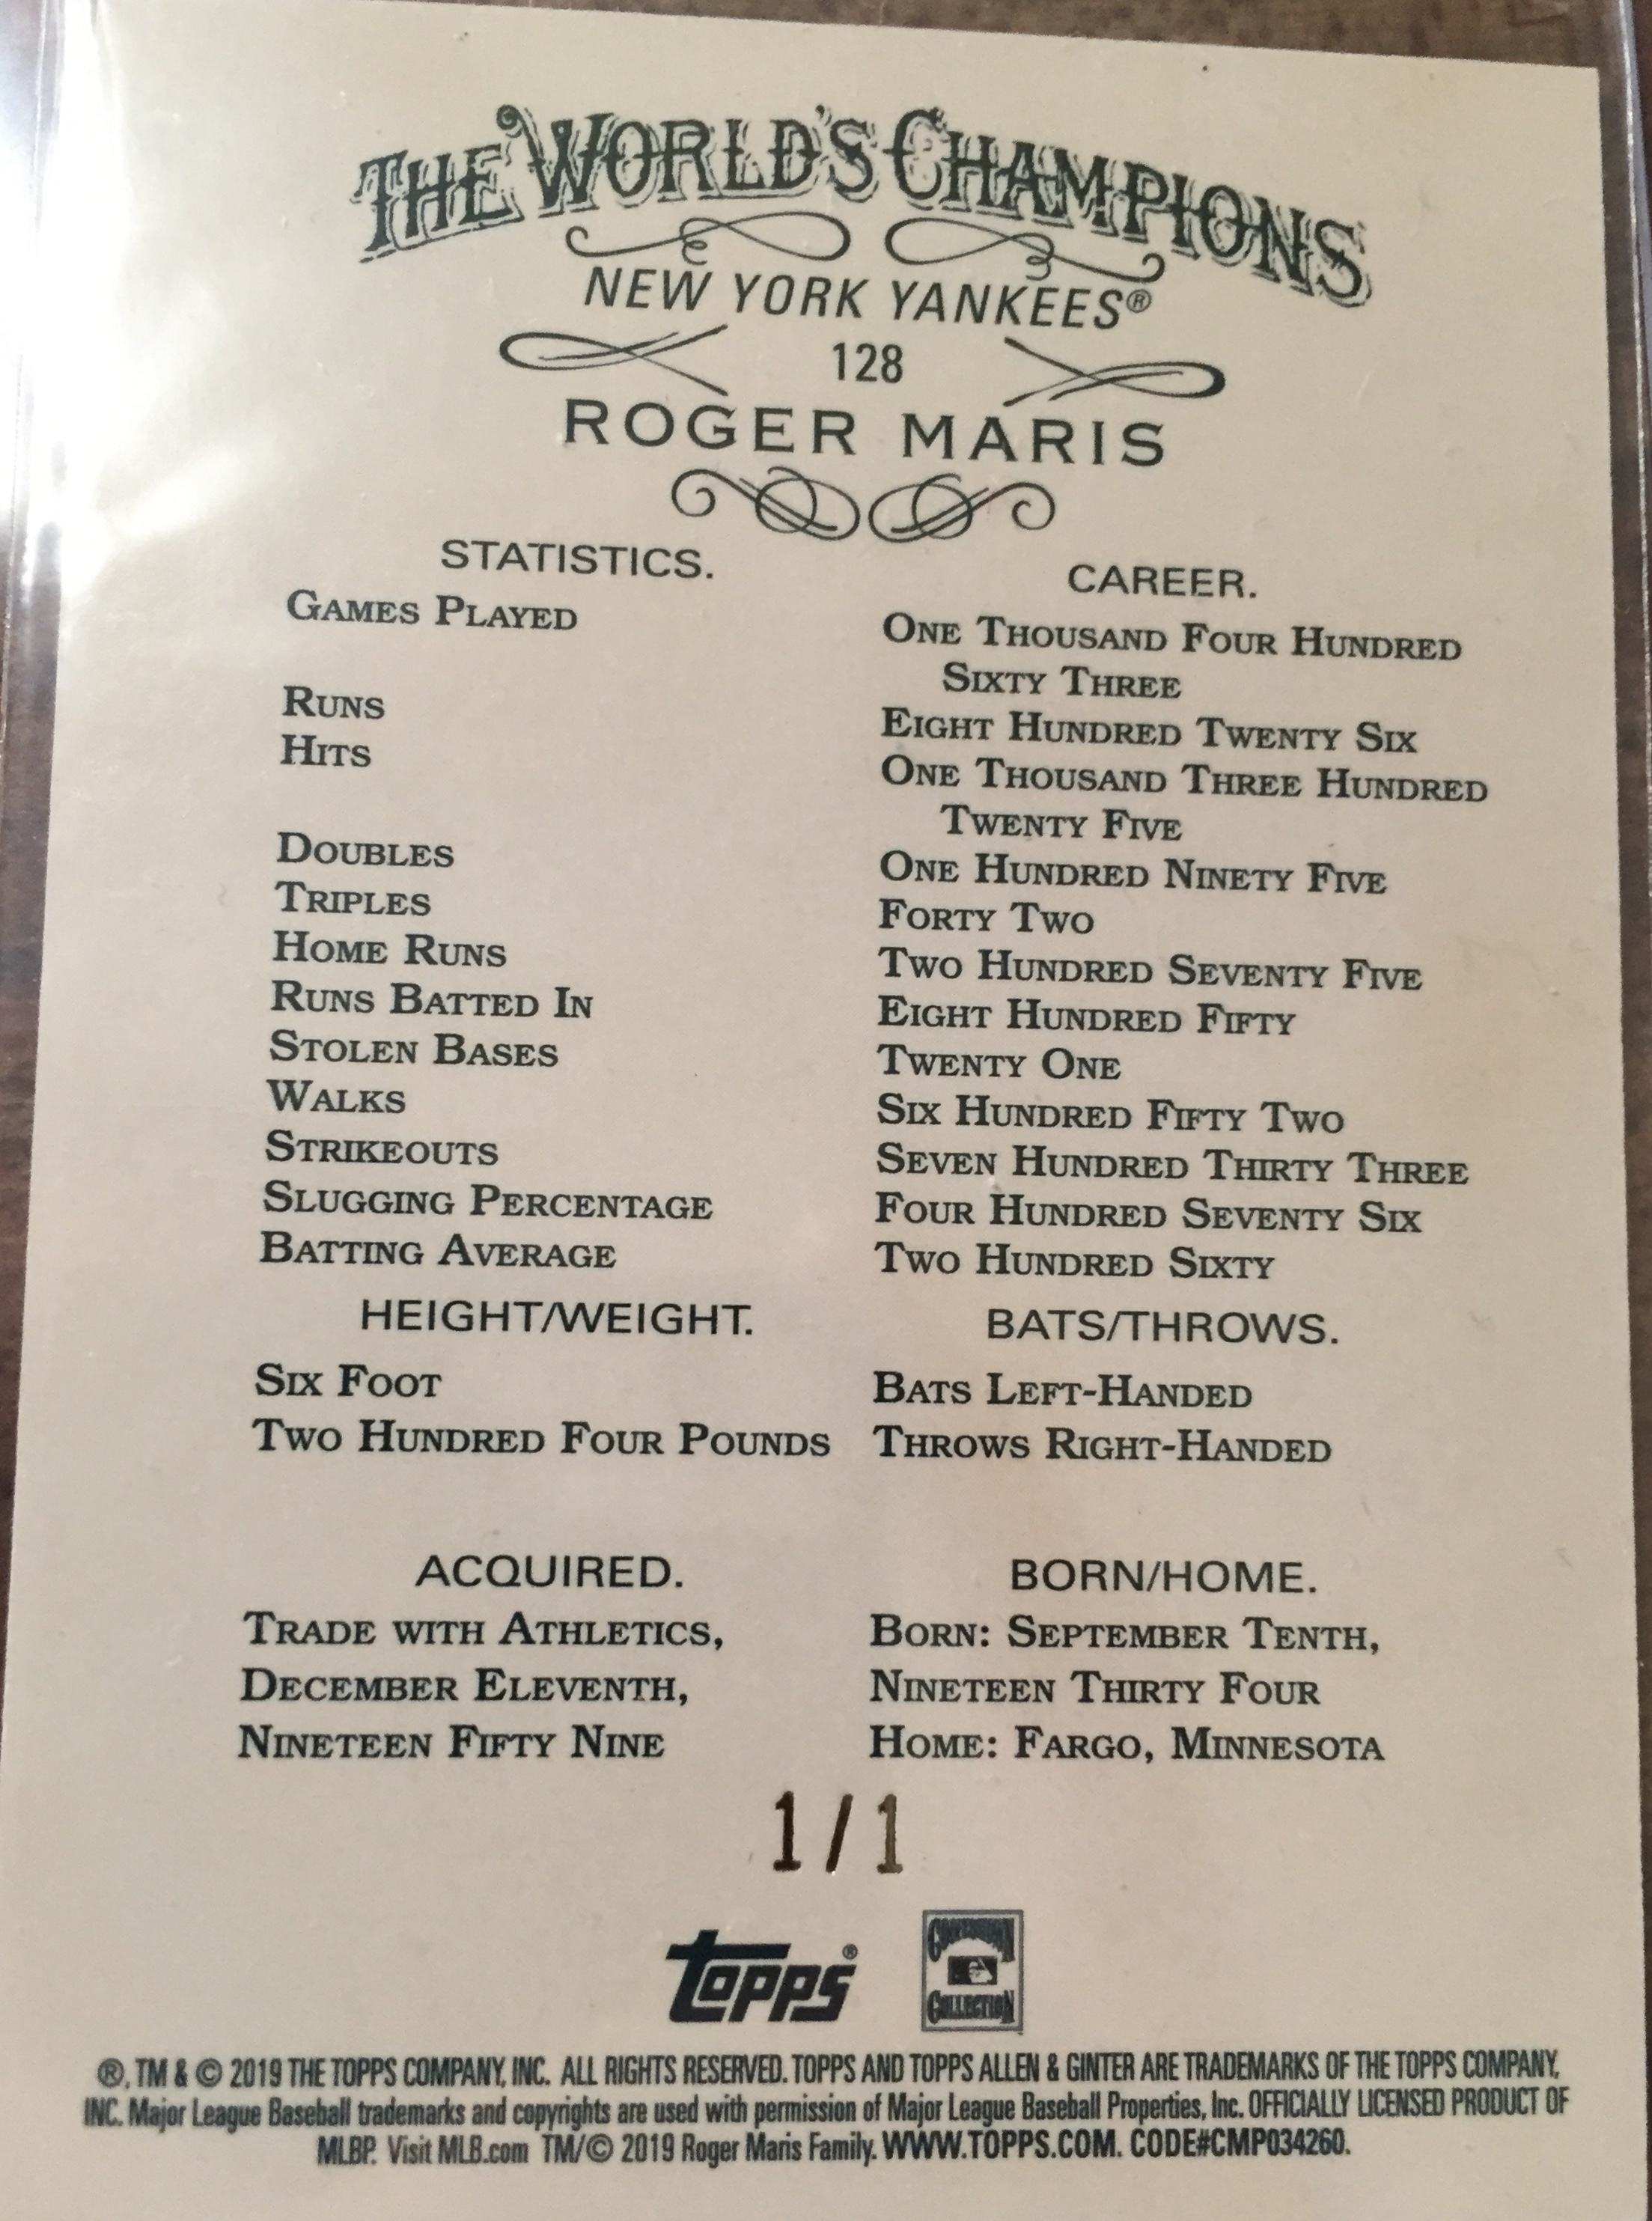 THE WORLD'S CHAMPIONS
NEW YORK YANKEES®
128
ROGER MARIS
STATISTICS. CAREER.
GAMES PLAYED ONE THOUSAND FOUR HUNDRED
SIXTY THREE
RUNS EIGHT HUNDRED TWENTY SIX
HITS ONE THOUSAND THREE HUNDRED
TWENTY FIVE
DOUBLES ONE HUNDRED NINETY FIVE
TRIPLES FORTY TWO
HOME RUNS TWO HUNDRED SEVENTY FIVE
RUNS BATTED IN EIGHT HUNDRED FIFTY
STOLEN BASES TWENTY ONE
WALKS SIX HUNDRED FIFTY TWO
STRIKEOUTS SEVEN HUNDRED THIRTY THREE
SLUGGING PERCENTAGE FOUR HUNDRED SEVENTY SIX
BATTING AVERAGE TWO HUNDRED SIXTY
HEIGHT/WEIGHT. BATS/THROWS.
SIX FOOT BATS LEFT-HANDED
TWO HUNDRED FOUR POUNDS THROWS RIGHT-HANDED
ACQUIRED. BORN/HOME.
TRADE WITH ATHLETICS, BORN: SEPTEMBER TENTH,
DECEMBER ELEVENTH, NINETEEN THIRTY FOUR
NINETEEN FIFTY NINE HOME: FARGO, MINNESOTA
1/1
topps®
COOPERSTOWN
COLLECTION
®, TM & © 2019 THE TOPPS COMPANY, INC. ALL RIGHTS RESERVED. TOPPS AND TOPPS ALLEN & GINTER ARE TRADEMARKS OF THE TOPPS COMPANY,
INC. Major League Baseball trademarks and copyrights are used with permission of Major League Baseball Properties, Inc. OFFICIALLY LICENSED PRODUCT OF
MLBP. Visit MLB.com TM/© 2019 Roger Maris Family. WWW.TOPPS.COM. CODE#CMP034260.